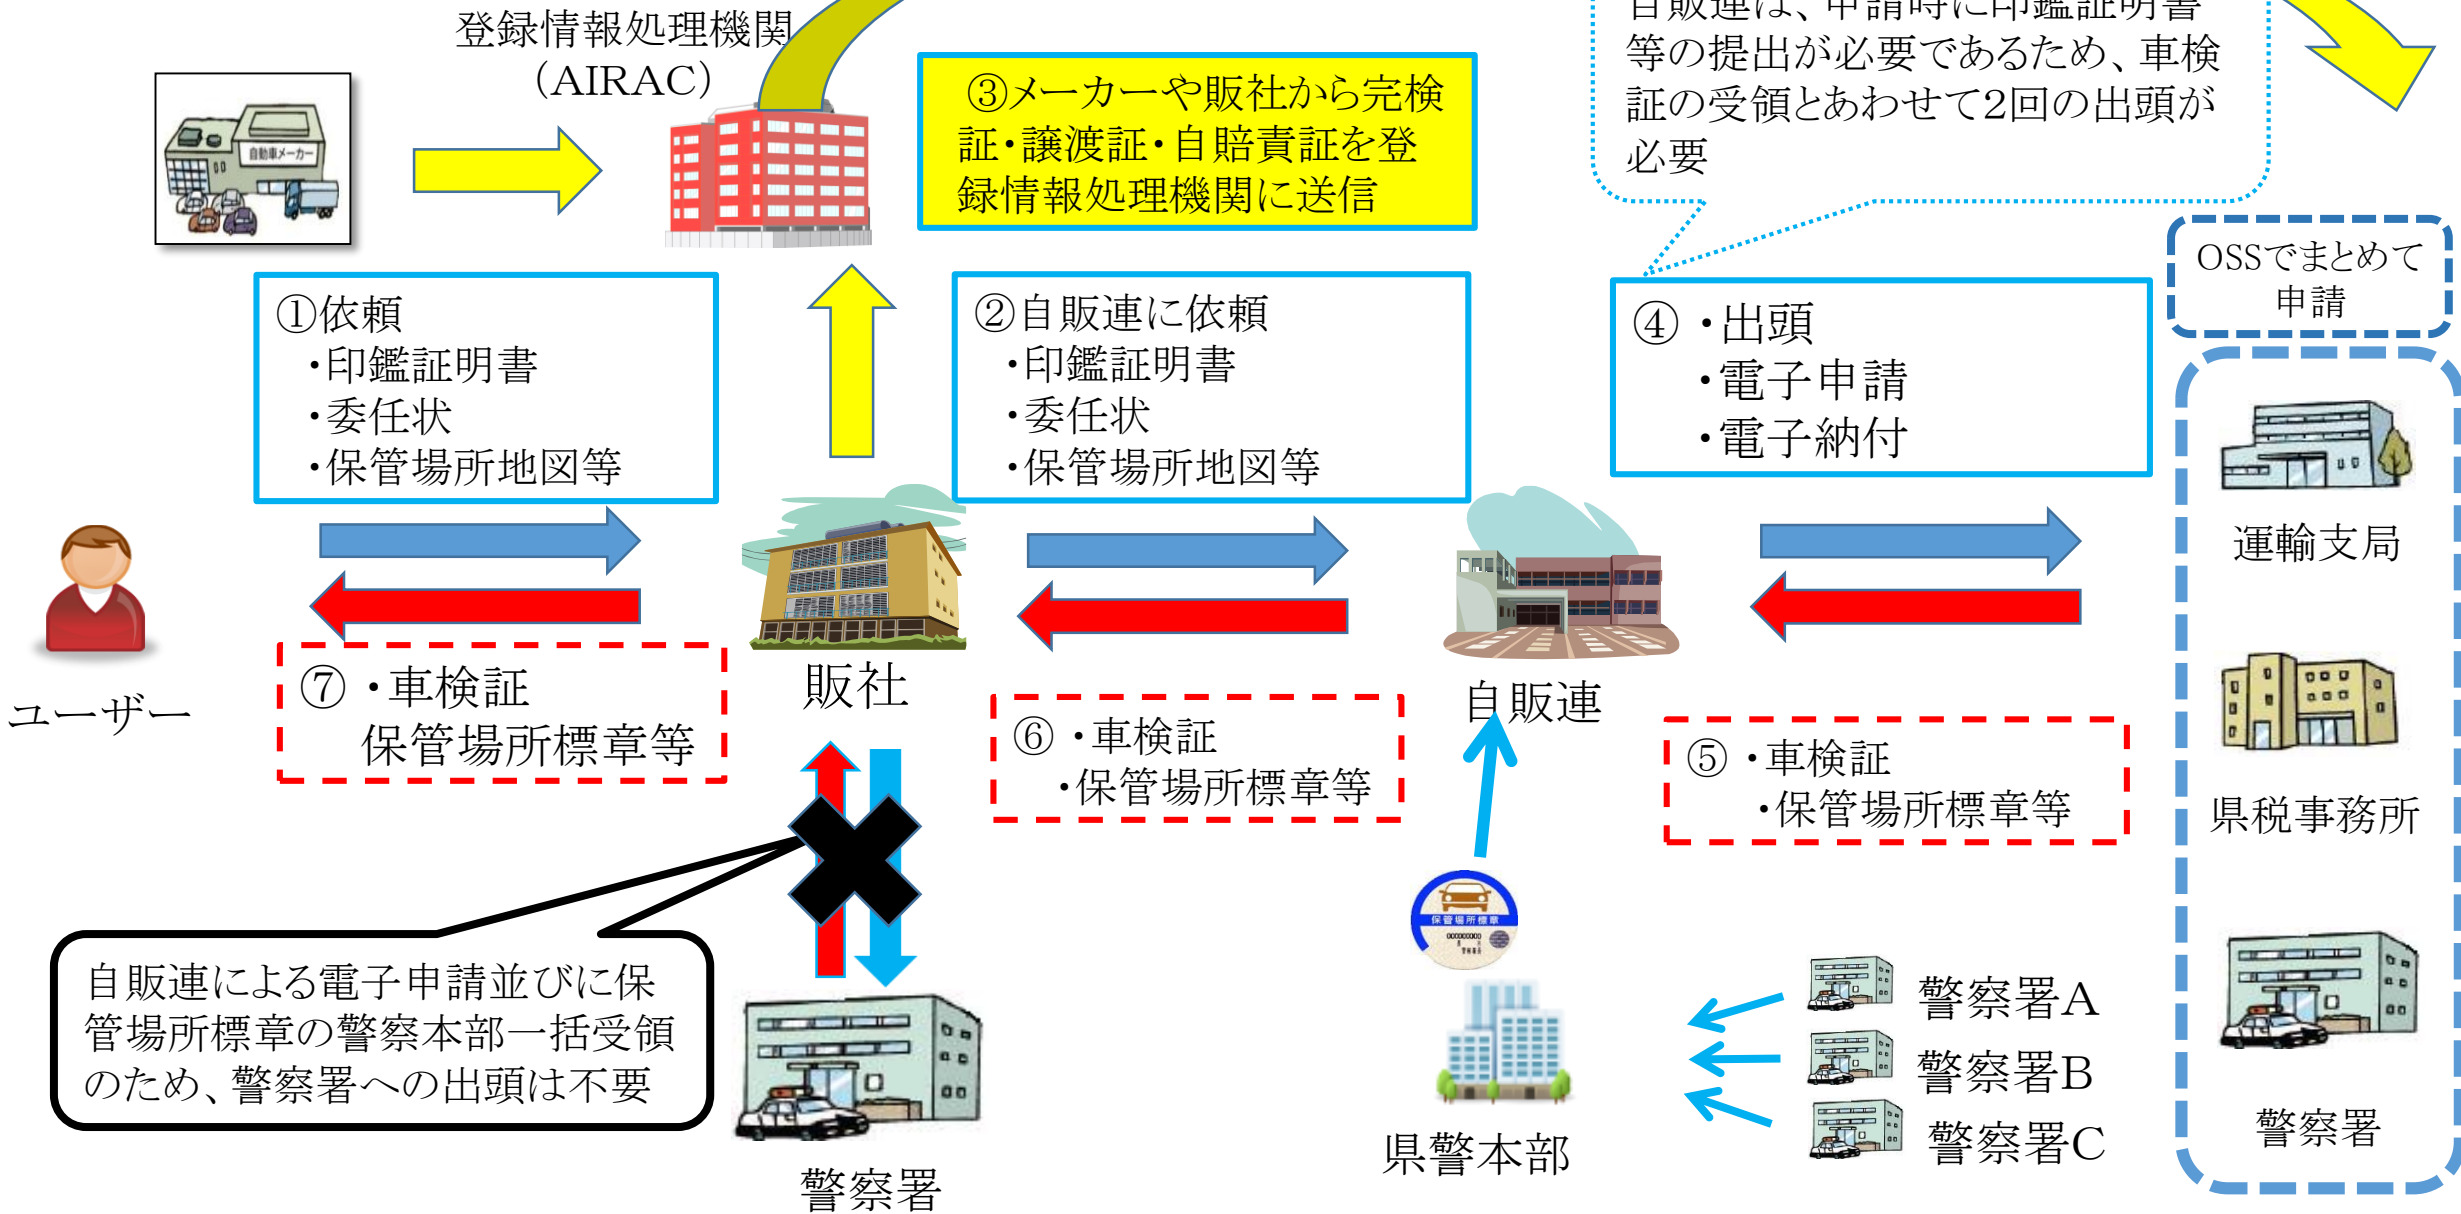 登録情報処理機関
（AIRAC）
自動車メーカー
③メーカーや販社から完検
証・譲渡証・自賠責証を登
録情報処理機関に送信
自販連は、申請時に印鑑証明書
等の提出が必要であるため、車検
証の受領とあわせて2回の出頭が
必要
OSSでまとめて
申請
①依頼
・印鑑証明書
・委任状
・保管場所地図等
②自販連に依頼
・印鑑証明書
・委任状
・保管場所地図等
④・出頭
・電子申請
・電子納付
ユーザー
販社
自販連
運輸支局
県税事務所
警察署
⑦・車検証
保管場所標章等
⑥・車検証
・保管場所標章等
⑤・車検証
・保管場所標章等
自販連による電子申請並びに保
管場所標章の警察本部一括受領
のため、警察署への出頭は不要
警察署
保管場所標章
県警本部
警察署A
警察署B
警察署C